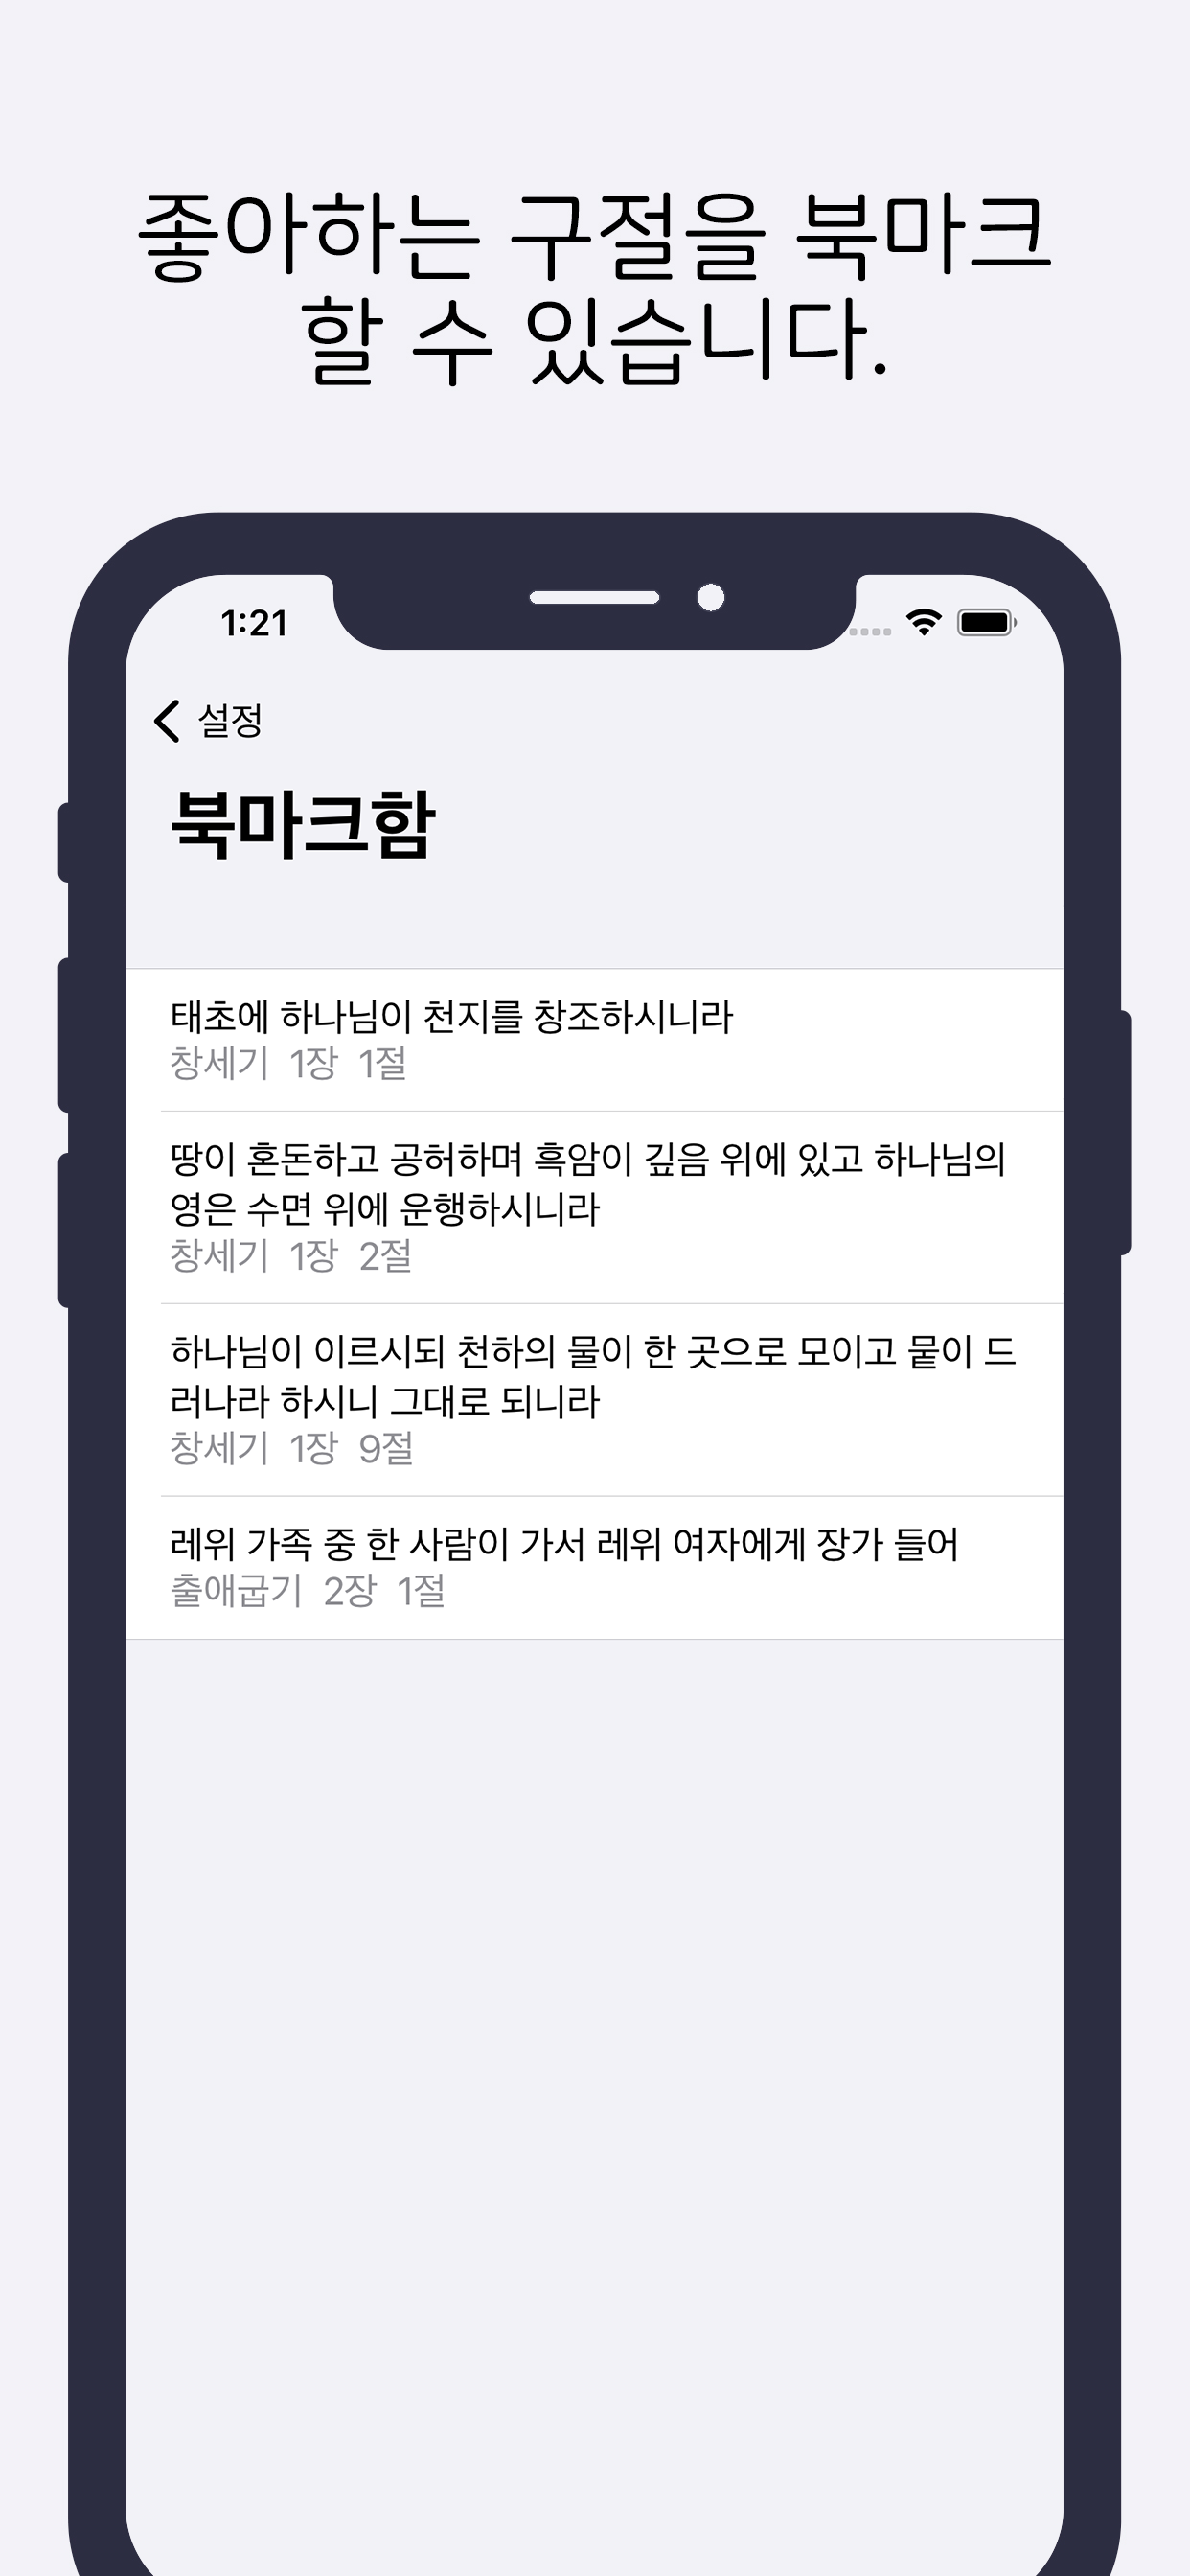 좋아하는 구절을 북마크
할 수 있습니다.
1:21
설정
북마크함
태초에 하나님이 천지를 창조하시니라
창세기 1장 1절
땅이 혼돈하고 공허하며 흑암이 깊음 위에 있고 하나님의
영은 수면 위에 운행하시니라
창세기 1장 2절
하나님이 이르시되 천하의 물이 한 곳으로 모이고 뭍이 드
러나라 하시니 그대로 되니라
창세기 1장 9절
레위 가족 중 한 사람이 가서 레위 여자에게 장가 들어
출애굽기 2장 1절